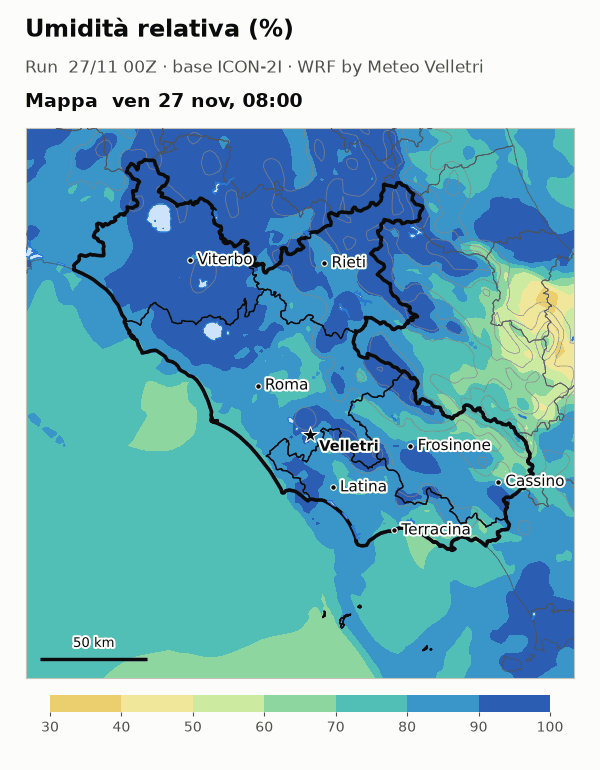 Umidità relativa (%)
Run  27/11 00Z · base ICON-2I · WRF by Meteo Velletri
Mappa  ven 27 nov, 08:00
Viterbo
Rieti
Roma
Velletri
Frosinone
Latina
Cassino
Terracina
50 km
30 40 50 60 70 80 90 100